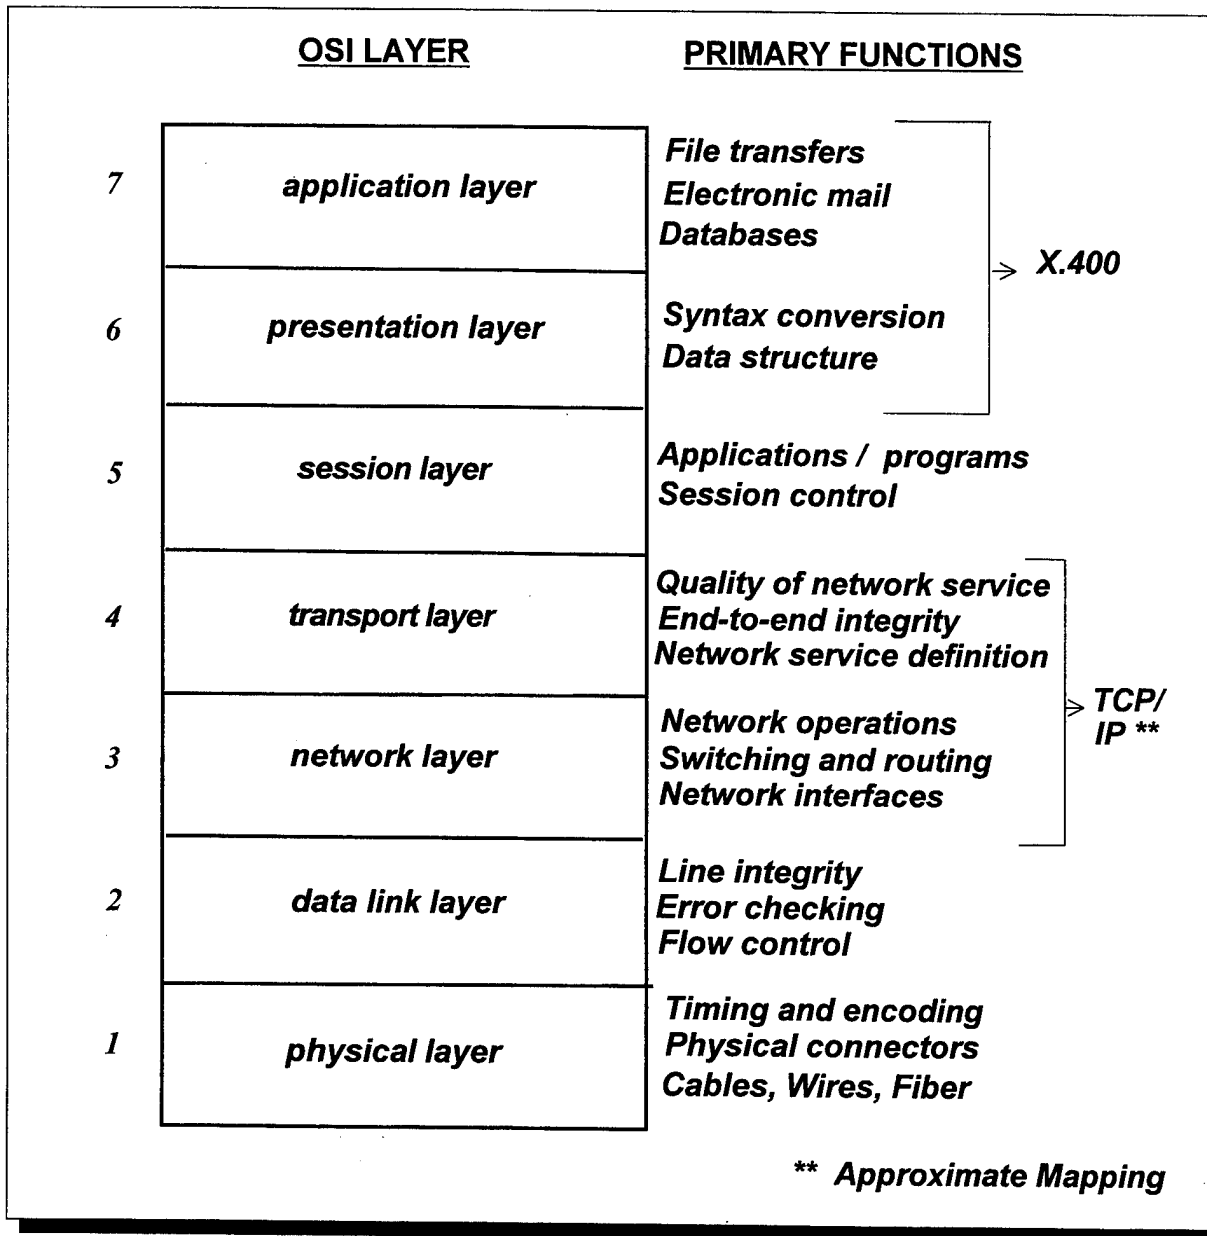 OSI LAYER
PRIMARY FUNCTIONS
7
application layer
File transfers
Electronic mail
Databases
X.400
6
presentation layer
Syntax conversion
Data structure
5
session layer
Applications / programs
Session control
4
transport layer
Quality of network service
End-to-end integrity
Network service definition
TCP/
IP **
3
network layer
Network operations
Switching and routing
Network interfaces
2
data link layer
Line integrity
Error checking
Flow control
1
physical layer
Timing and encoding
Physical connectors
Cables, Wires, Fiber
** Approximate Mapping